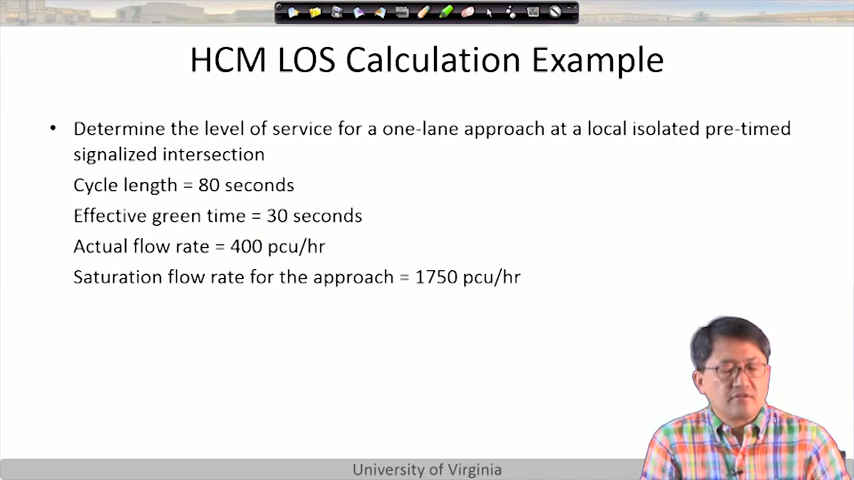 HCM LOS Calculation Example
• Determine the level of service for a one-lane approach at a local isolated pre-timed
signalized intersection
Cycle length = 80 seconds
Effective green time = 30 seconds
Actual flow rate = 400 pcu/hr
Saturation flow rate for the approach = 1750 pcu/hr
University of Virginia